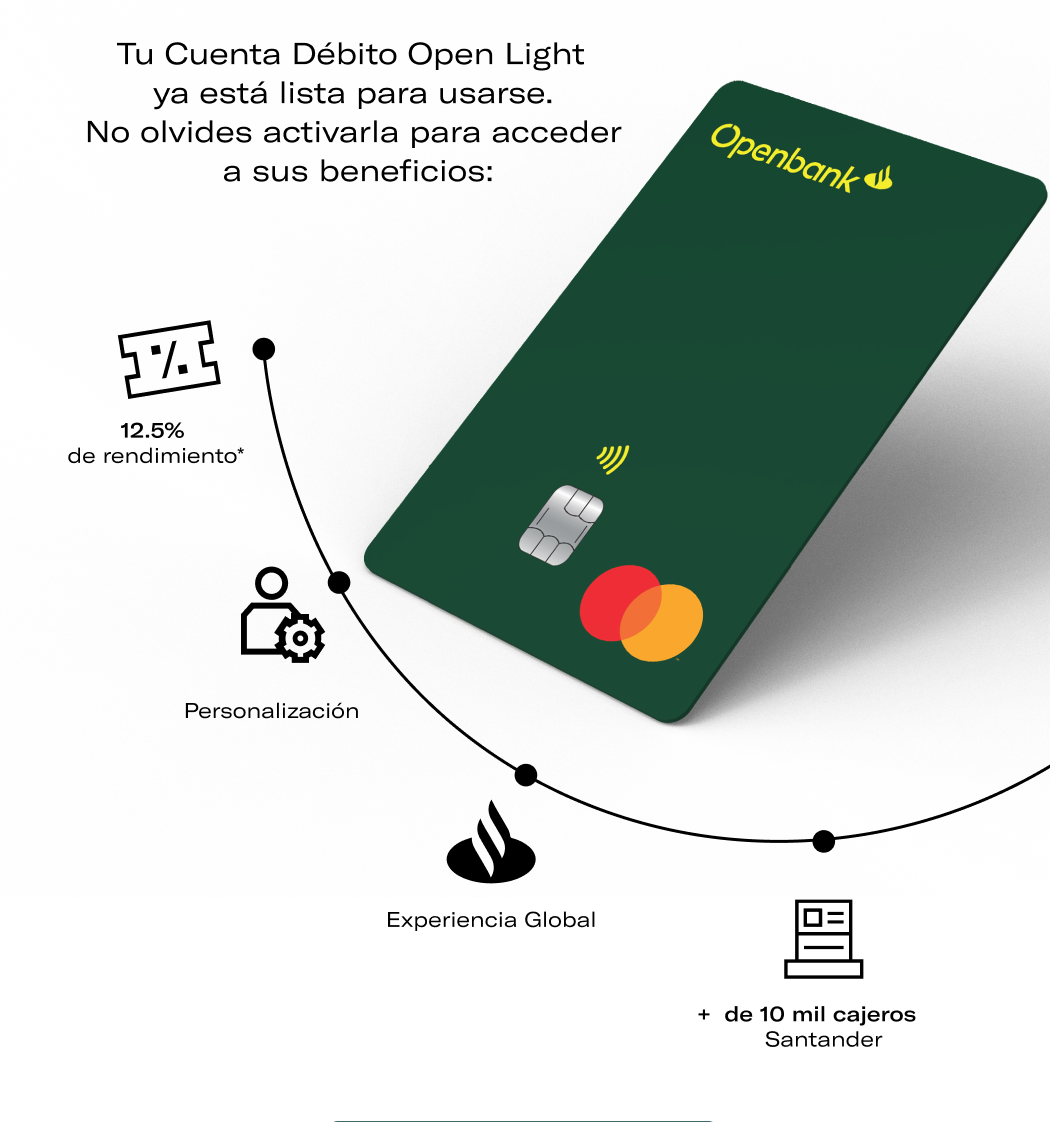 Tu Cuenta Débito Open Light
ya está lista para usarse.
No olvides activarla para acceder
a sus beneficios:
Openbank
12.5%
de rendimiento*
Personalización
Experiencia Global
+ de 10 mil cajeros
Santander